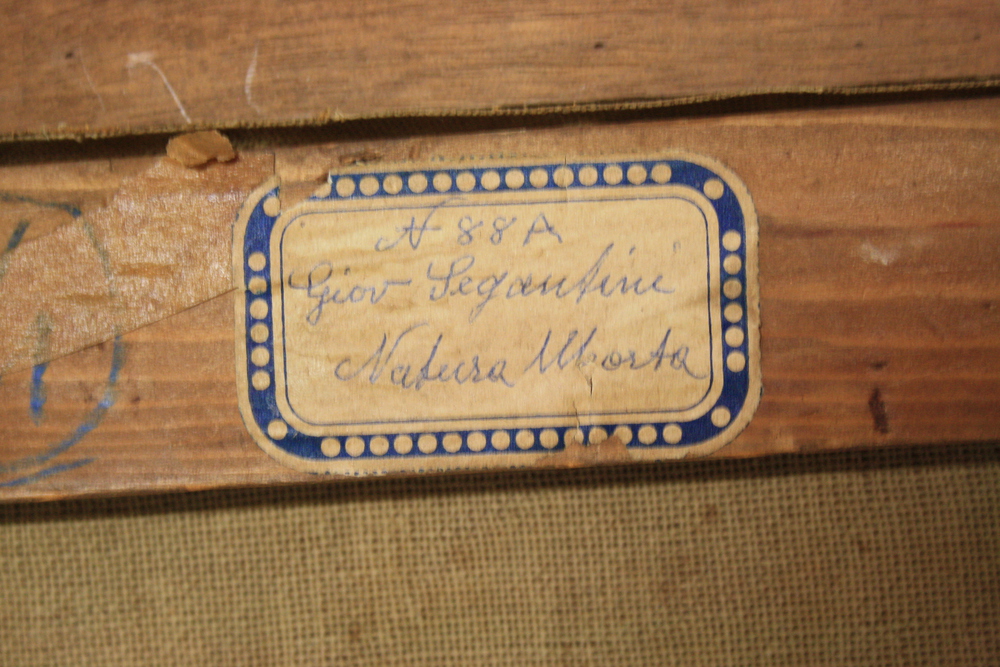 N 88A
Giov Segantini
Natura Morta